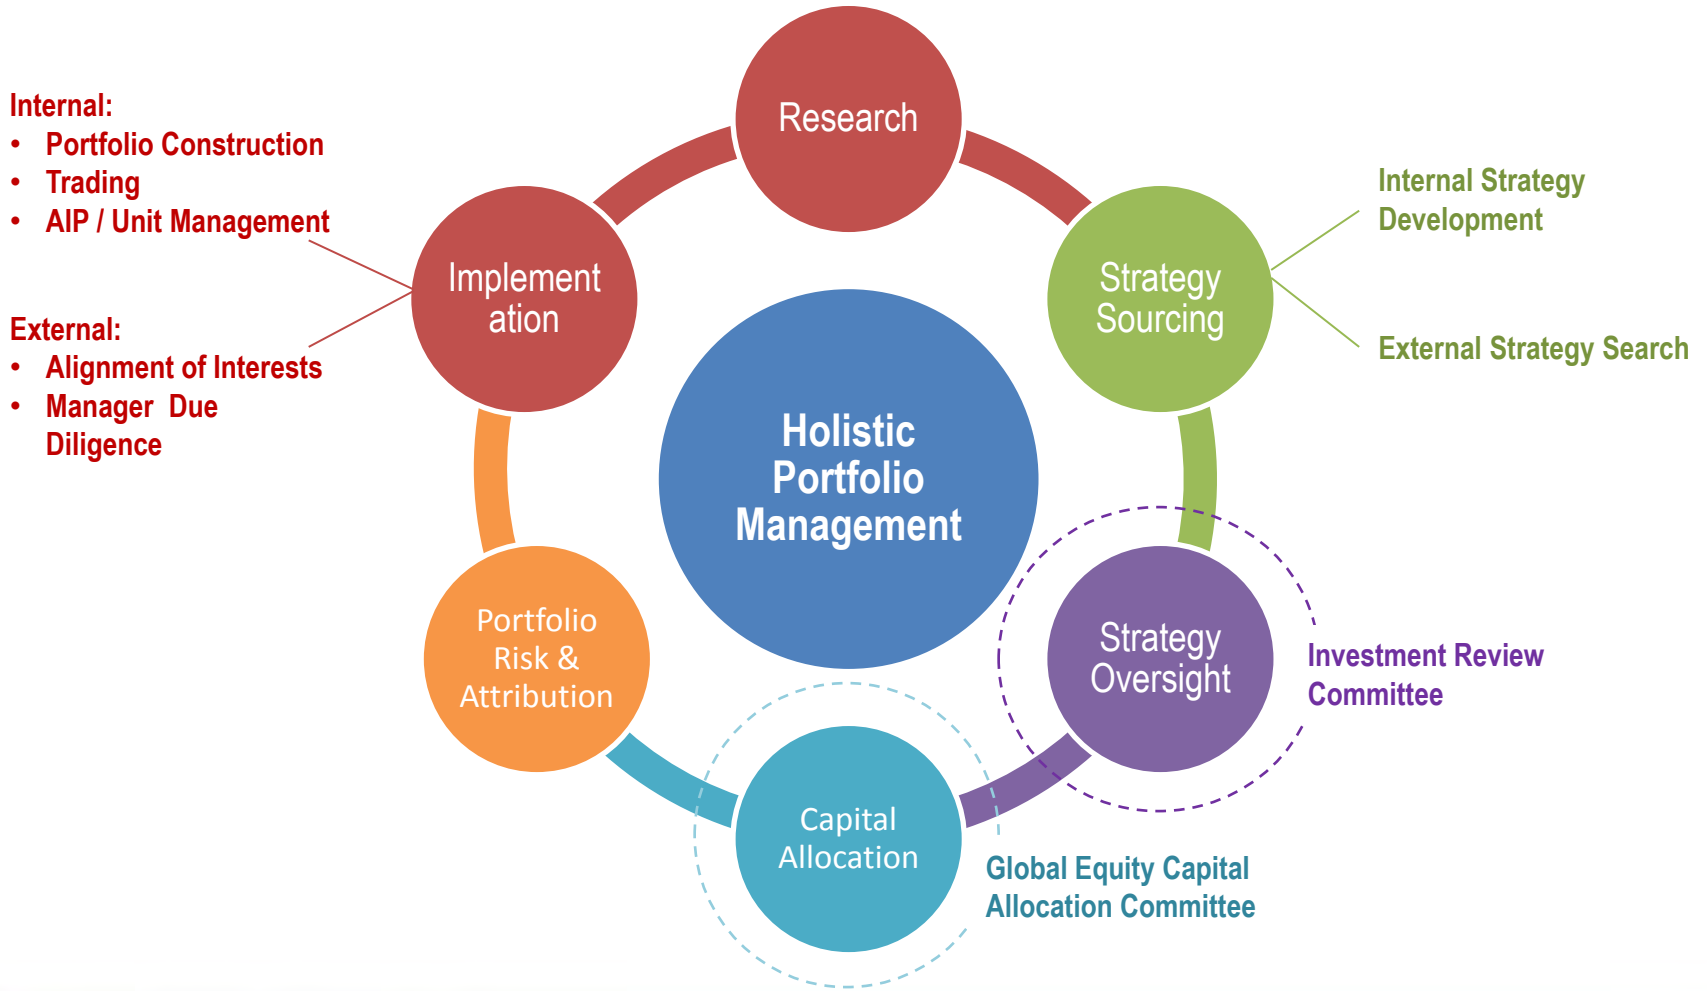 Research
Internal:
• Portfolio Construction
• Trading
• AIP / Unit Management
External:
• Alignment of Interests
• Manager  Due
Diligence
Implement
ation
Strategy
Sourcing
Internal Strategy
Development
External Strategy Search
Holistic
Portfolio
Management
Portfolio
Risk &
Attribution
Strategy
Oversight
Investment Review
Committee
Capital
Allocation
Global Equity Capital
Allocation Committee